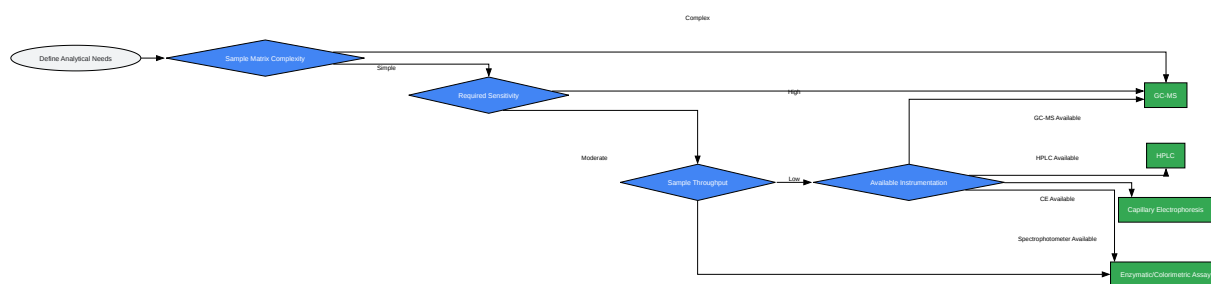 Complex
Define Analytical Needs
Sample Matrix Complexity
Simple
Required Sensitivity
High
GC-MS
GC-MS Available
Moderate
HPLC Available
HPLC
Sample Throughput
Low
Available Instrumentation
CE Available
Capillary Electrophoresis
Spectrophotometer Available
Enzymatic/Colorimetric Assay